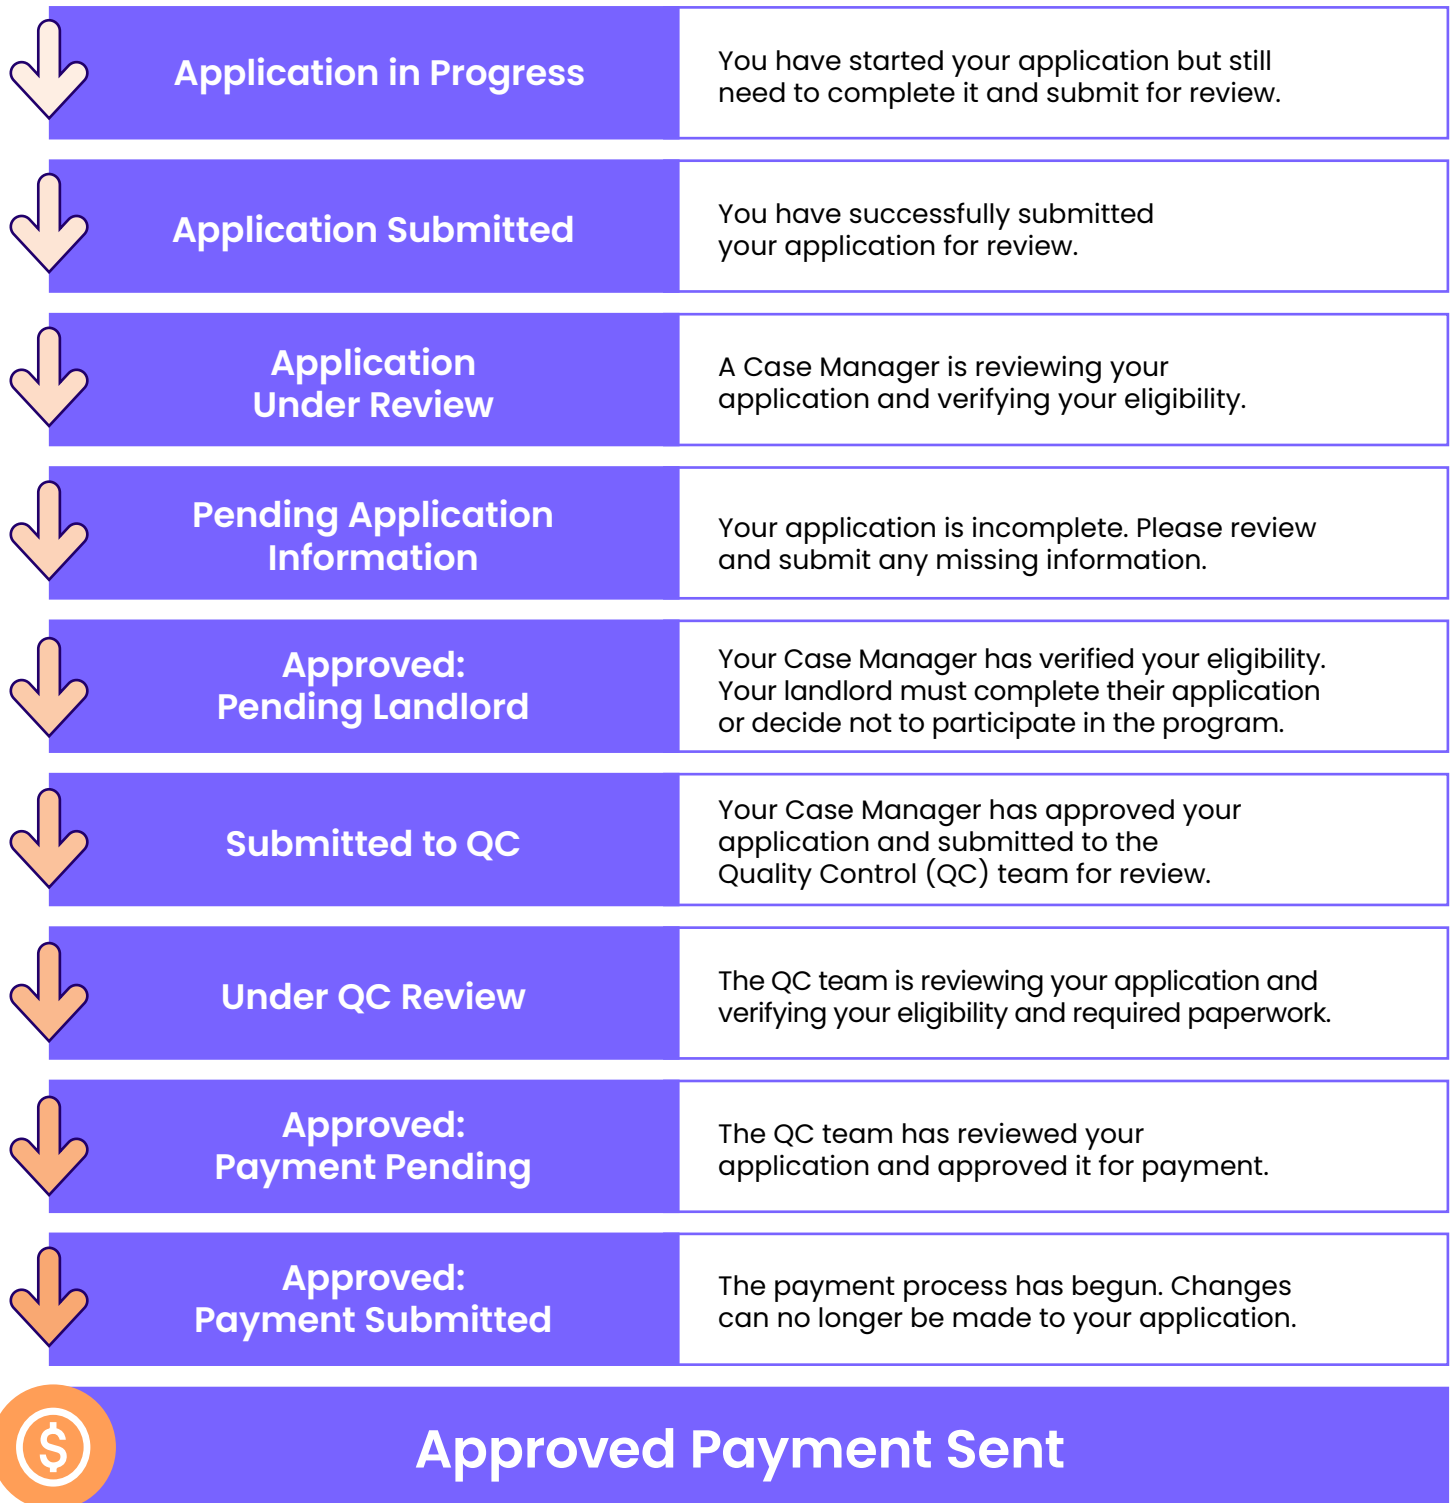 Application in Progress
You have started your application but still
need to complete it and submit for review.
Application Submitted
You have successfully submitted
your application for review.
Application
Under Review
A Case Manager is reviewing your
application and verifying your eligibility.
Pending Application
Information
Your application is incomplete. Please review
and submit any missing information.
Approved:
Pending Landlord
Your Case Manager has verified your eligibility.
Your landlord must complete their application
or decide not to participate in the program.
Submitted to QC
Your Case Manager has approved your
application and submitted to the
Quality Control (QC) team for review.
Under QC Review
The QC team is reviewing your application and
verifying your eligibility and required paperwork.
Approved:
Payment Pending
The QC team has reviewed your
application and approved it for payment.
Approved:
Payment Submitted
The payment process has begun. Changes
can no longer be made to your application.
$
Approved Payment Sent